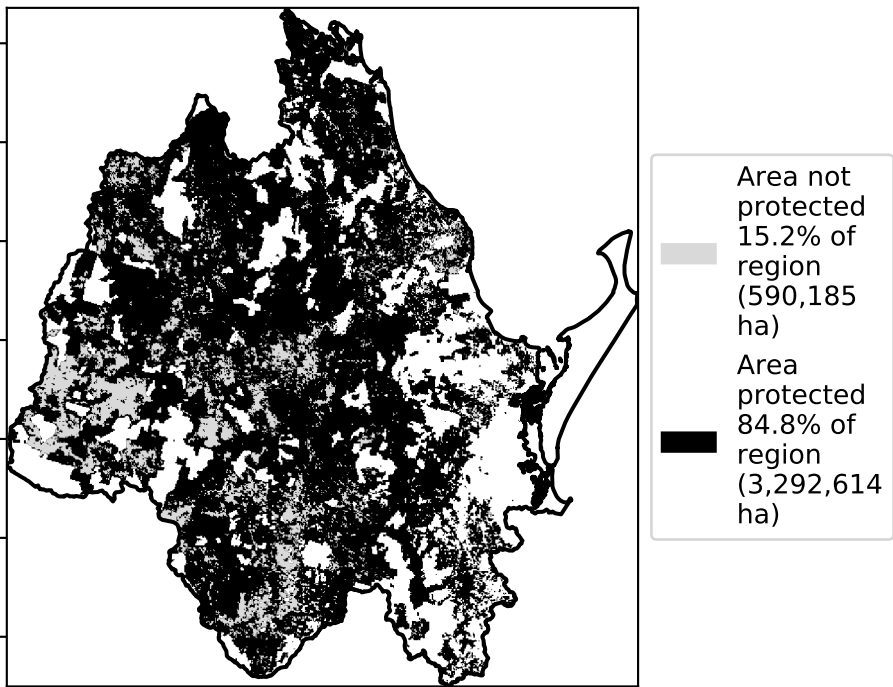 Area not
protected
15.2% of
region
(590,185
ha)
Area
protected
84.8% of
region
(3,292,614
ha)